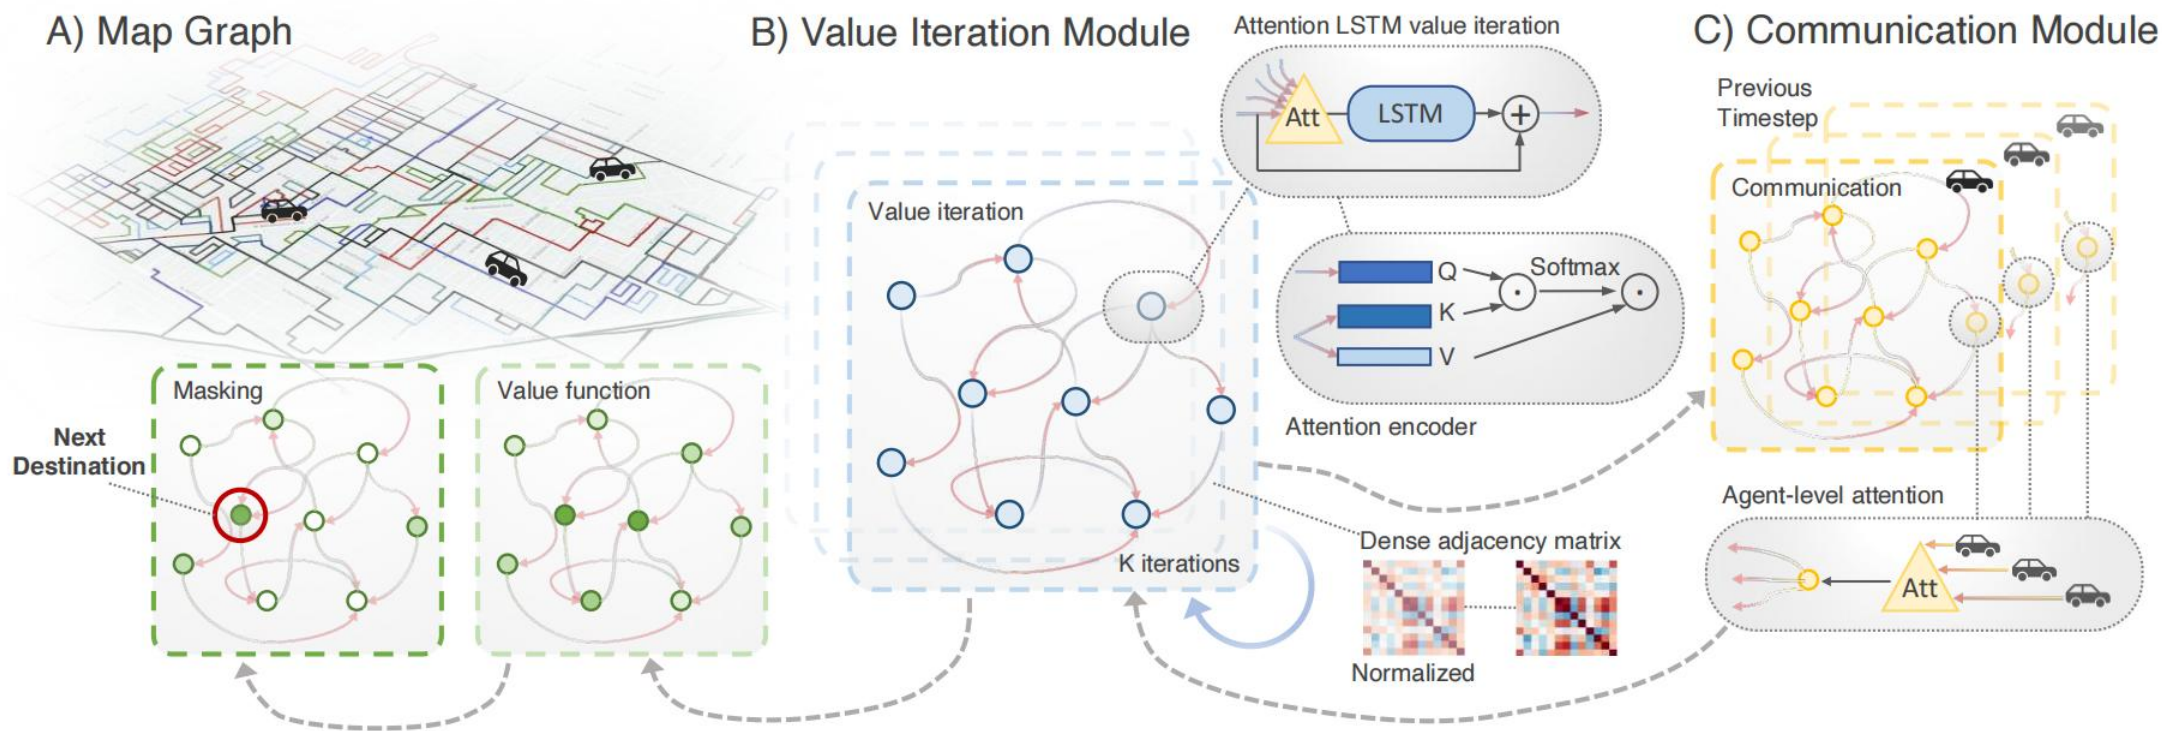 A) Map Graph
Masking
Next
Destination
Value function
B) Value Iteration Module
Value iteration
K iterations
Attention LSTM value iteration
Att
LSTM
+
Q
K
V
Softmax
Attention encoder
Dense adjacency matrix
Normalized
C) Communication Module
Previous
Timestep
Communication
Agent-level attention
Att